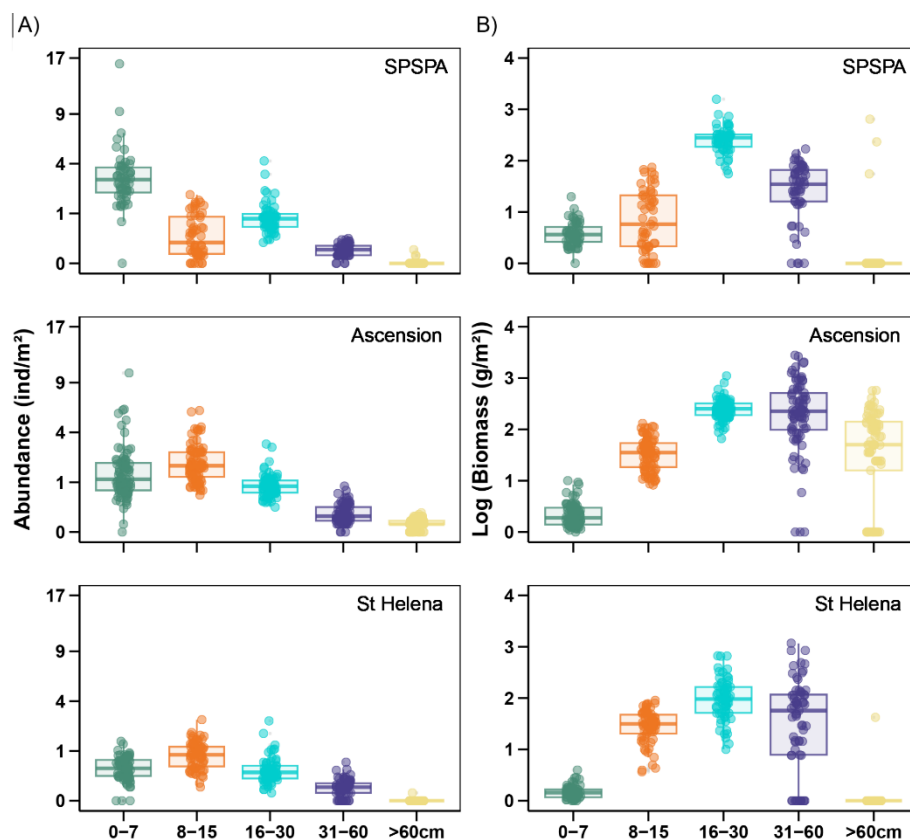 A)
B)
17
9
4
1
0
SPSPA
4
3
2
1
0
SPSPA
Abundance (ind/m²)
17
9
4
1
0
Ascension
Log (Biomass (g/m²))
4
3
2
1
0
Ascension
17
9
4
1
0
St Helena
4
3
2
1
0
St Helena
0−7 8−15 16−30 31−60 >60cm
0−7 8−15 16−30 31−60 >60cm